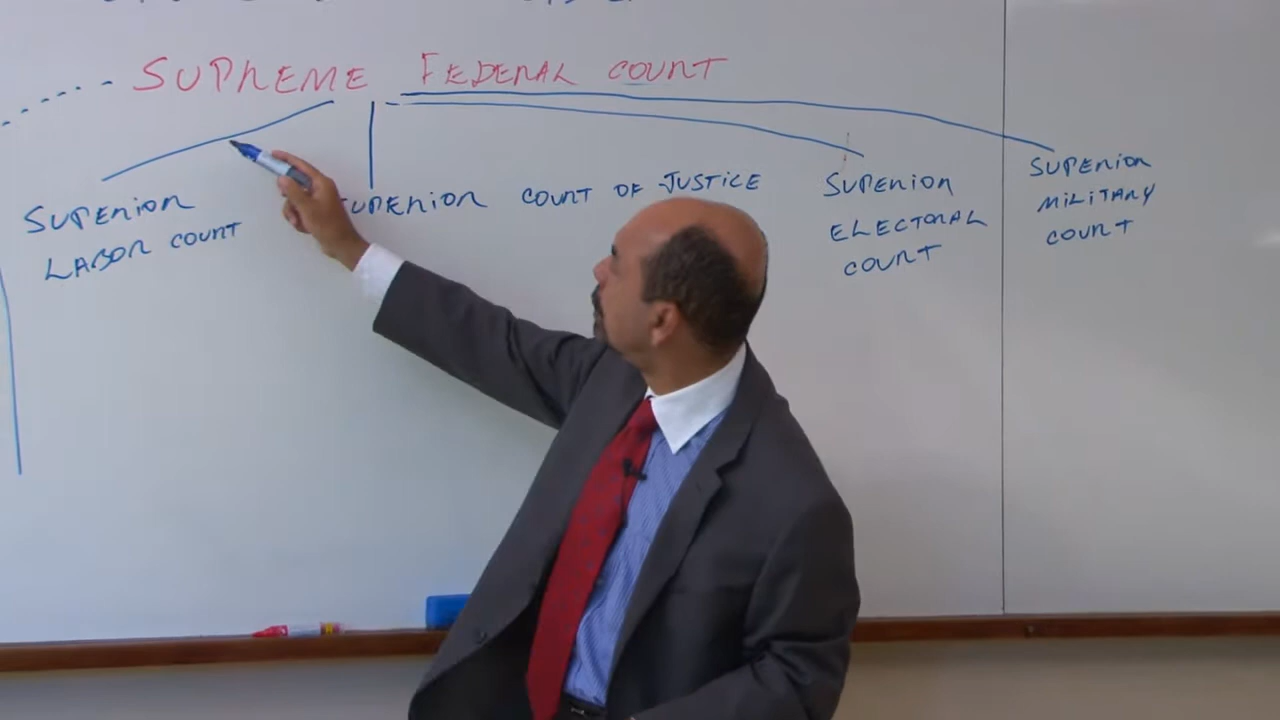 SUPREME FEDERAL COURT
SUPERIOR
LABOR COURT
SUPERIOR COURT OF JUSTICE
SUPERIOR
ELECTORAL
COURT
SUPERIOR
MILITARY
COURT